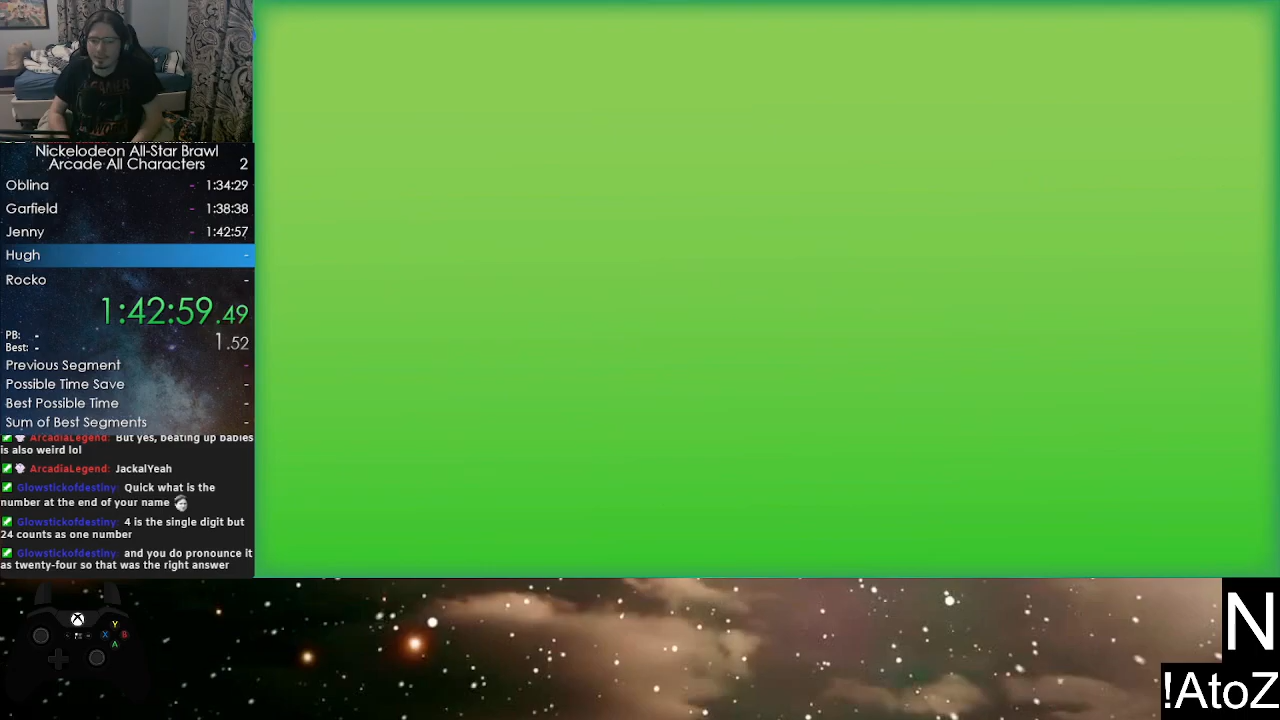 Nickelodeon All-Star Brawl
Arcade All Characters 2
Oblina - 1:34:29
Garfield - 1:38:38
Jenny - 1:42:57
Hugh -
Rocko -
1:42:59.49
PB: -
Best: - 1.52
Previous Segment -
Possible Time Save -
Best Possible Time -
Sum of Best Segments -
ArcadiaLegend: But yes, beating up babies
is also weird lol
ArcadiaLegend: JackalYeah
Glowstickofdestiny: Quick what is the
number at the end of your name
Glowstickofdestiny: 4 is the single digit but
24 counts as one number
Glowstickofdestiny: and you do pronounce it
as twenty-four so that was the right answer
Y
X B
A
N
!AtoZ